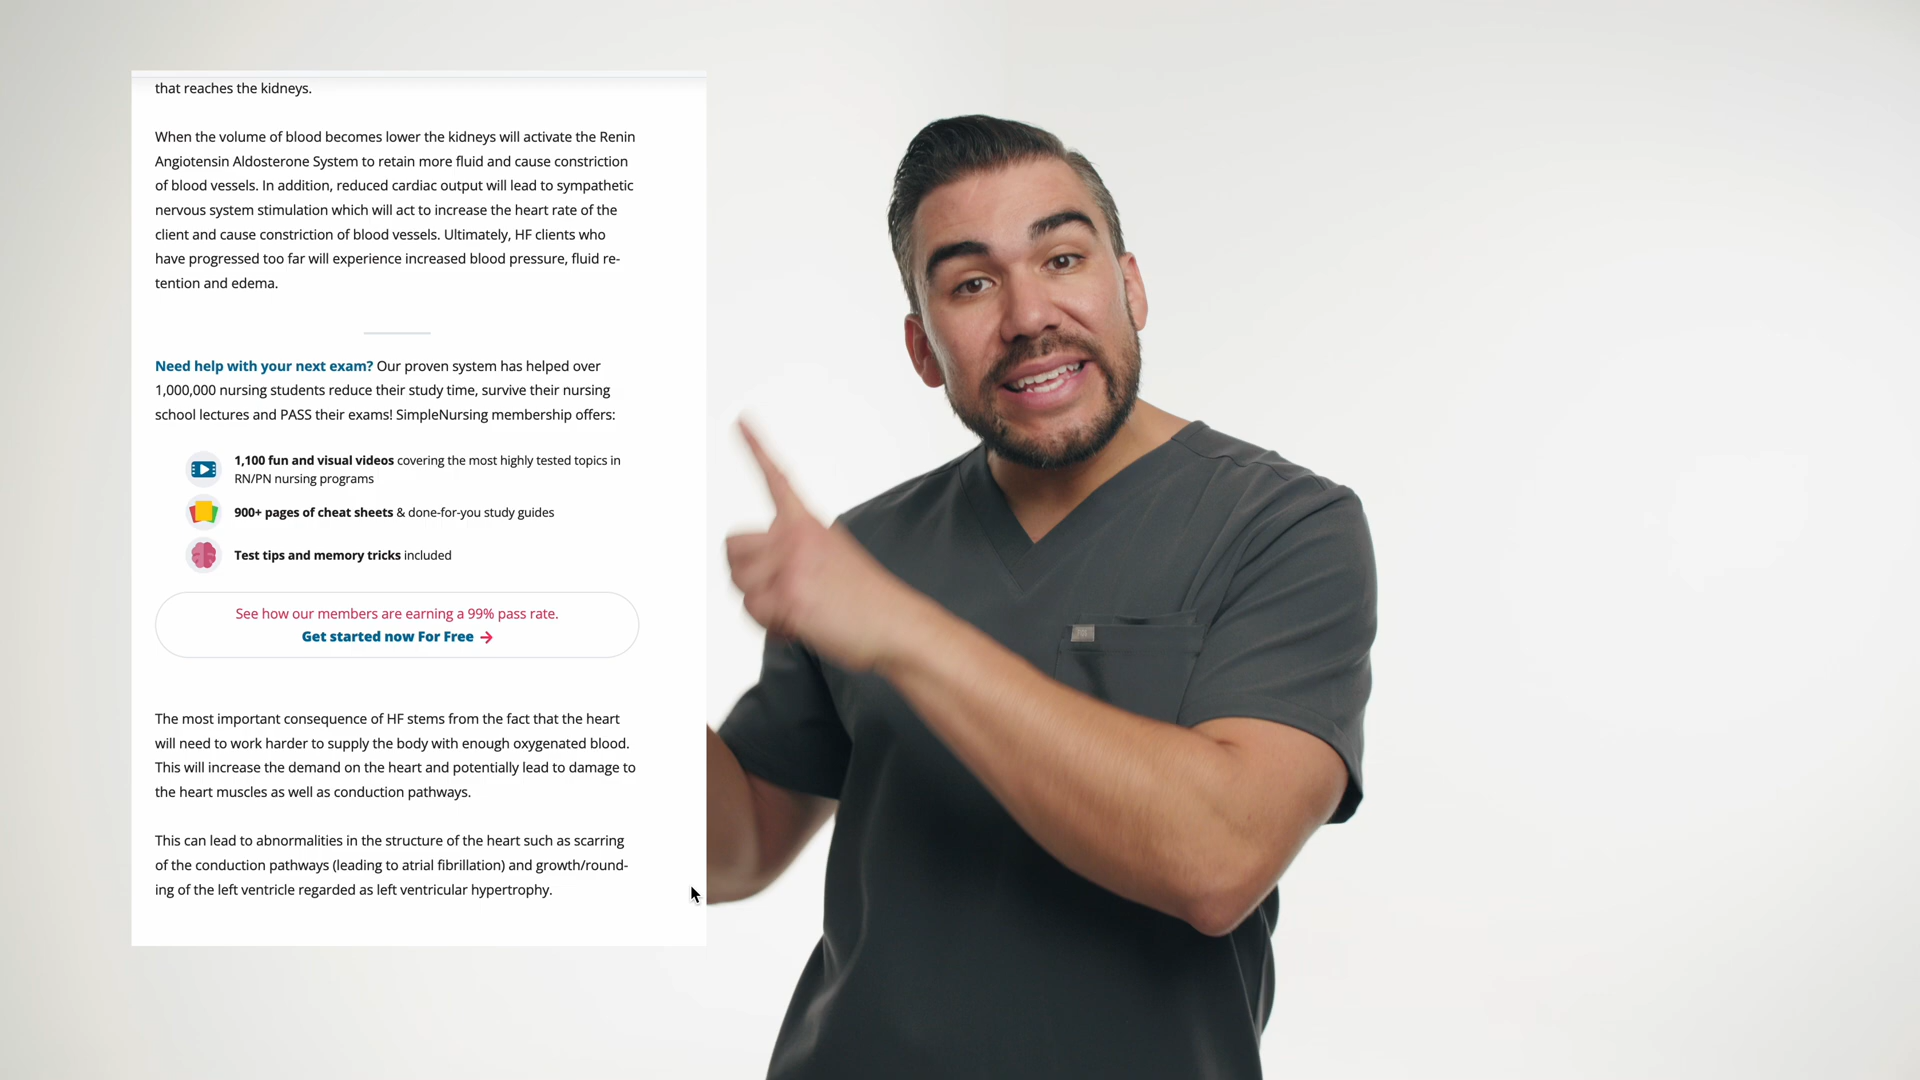 that reaches the kidneys.
When the volume of blood becomes lower the kidneys will activate the Renin
Angiotensin Aldosterone System to retain more fluid and cause constriction
of blood vessels. In addition, reduced cardiac output will lead to sympathetic
nervous system stimulation which will act to increase the heart rate of the
client and cause constriction of blood vessels. Ultimately, HF clients who
have progressed too far will experience increased blood pressure, fluid re-
tention and edema.
Need help with your next exam? Our proven system has helped over
1,000,000 nursing students reduce their study time, survive their nursing
school lectures and PASS their exams! SimpleNursing membership offers:
1,100 fun and visual videos covering the most highly tested topics in
RN/PN nursing programs
900+ pages of cheat sheets & done-for-you study guides
Test tips and memory tricks included
See how our members are earning a 99% pass rate.
Get started now For Free →
The most important consequence of HF stems from the fact that the heart
will need to work harder to supply the body with enough oxygenated blood.
This will increase the demand on the heart and potentially lead to damage to
the heart muscles as well as conduction pathways.
This can lead to abnormalities in the structure of the heart such as scarring
of the conduction pathways (leading to atrial fibrillation) and growth/round-
ing of the left ventricle regarded as left ventricular hypertrophy.